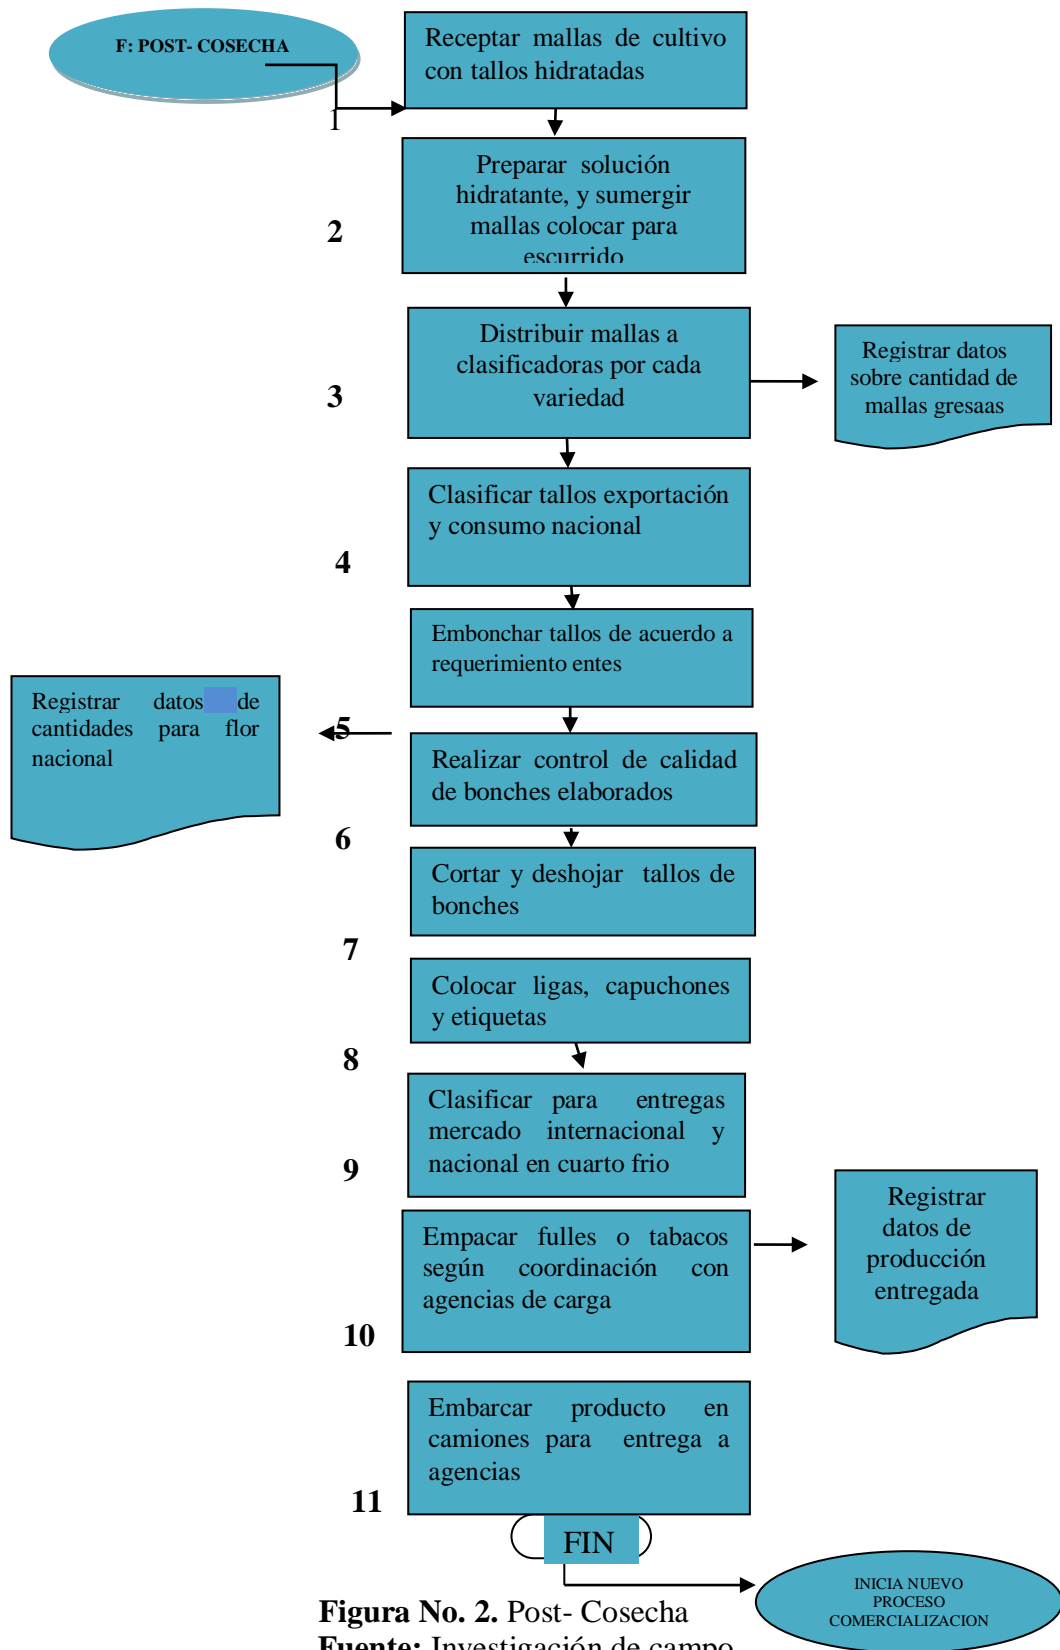 F: POST- COSECHA
Receptar mallas de cultivo
con tallos hidratadas
1
Preparar solución
hidratante, y sumergir
mallas colocar para
escurrido
2
Distribuir mallas a
clasificadoras por cada
variedad
3
Registrar datos
sobre cantidad de
mallas gresaas
Clasificar tallos exportación
y consumo nacional
4
Embonchar tallos de acuerdo a
requerimiento entes
5
Registrar datos de
cantidades para flor
nacional
Realizar control de calidad
de bonches elaborados
6
Cortar y deshojar tallos de
bonches
7
Colocar ligas, capuchones
y etiquetas
8
Clasificar para entregas
mercado internacional y
nacional en cuarto frio
9
Empacar fulles o tabacos
según coordinación con
agencias de carga
10
Registrar
datos de
producción
entregada
Embarcar producto en
camiones para entrega a
agencias
11
FIN
INICIA NUEVO
PROCESO
COMERCIALIZACION
Figura No. 2. Post- Cosecha
Fuente: Investigación de campo